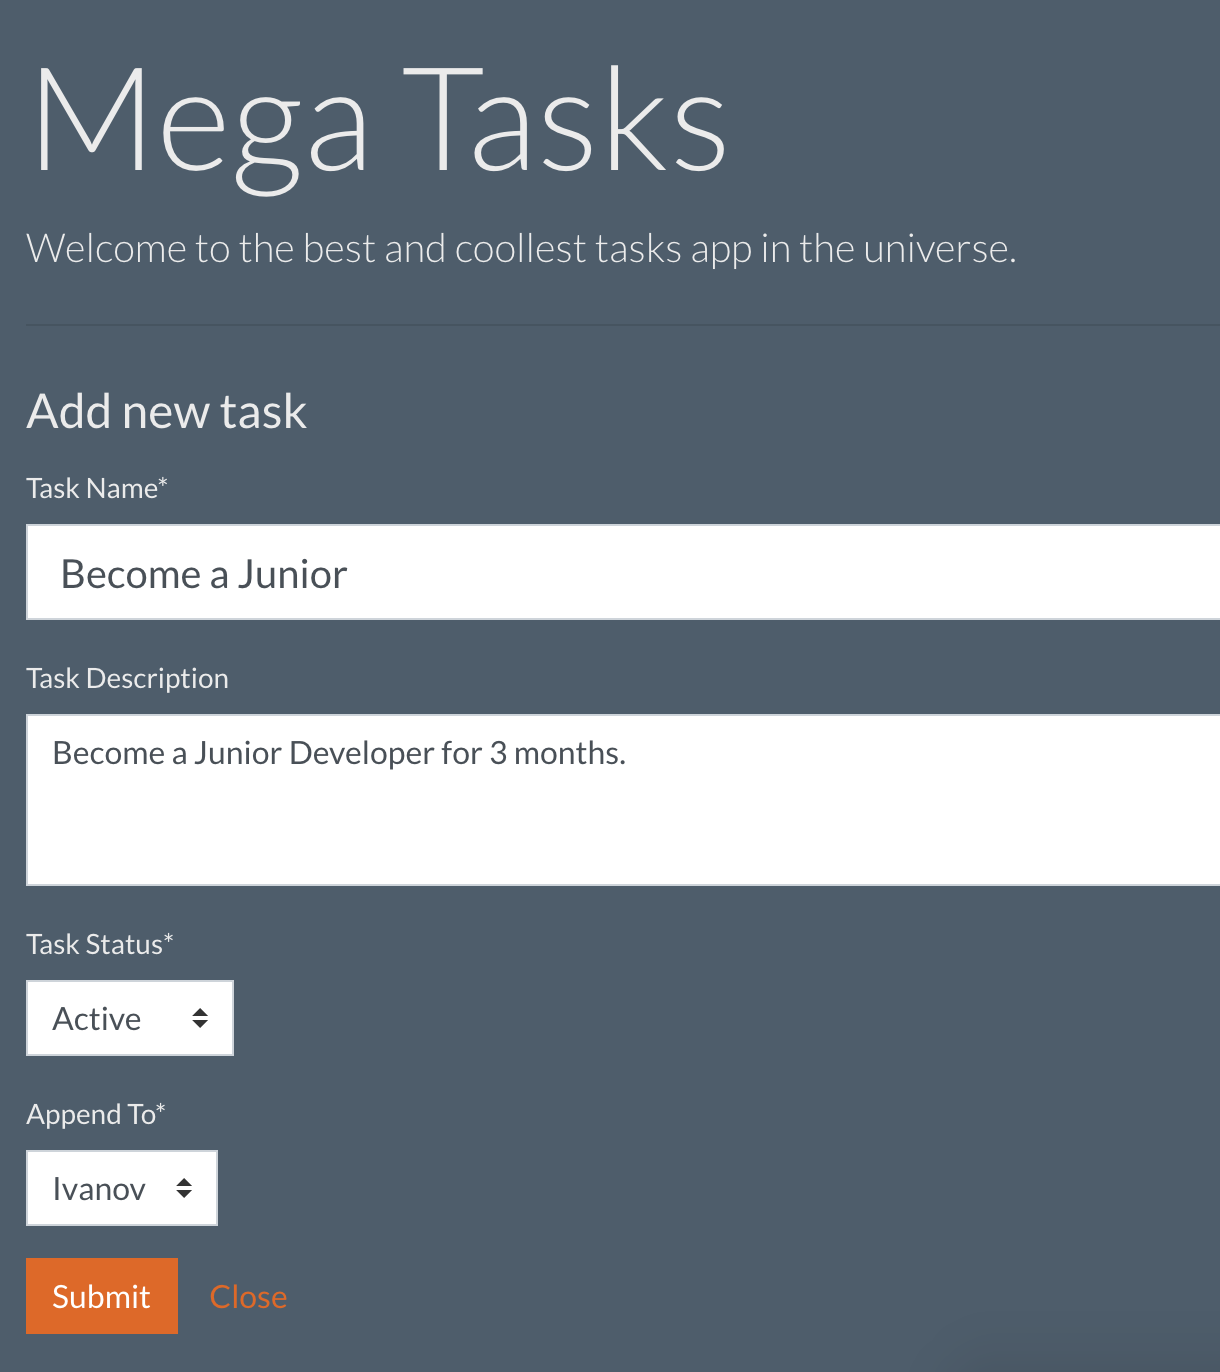 Mega Tasks
Welcome to the best and coollest tasks app in the universe.
Add new task
Task Name*
Become a Junior
Task Description
Become a Junior Developer for 3 months.
Task Status*
Active
Append To*
Ivanov
Submit Close